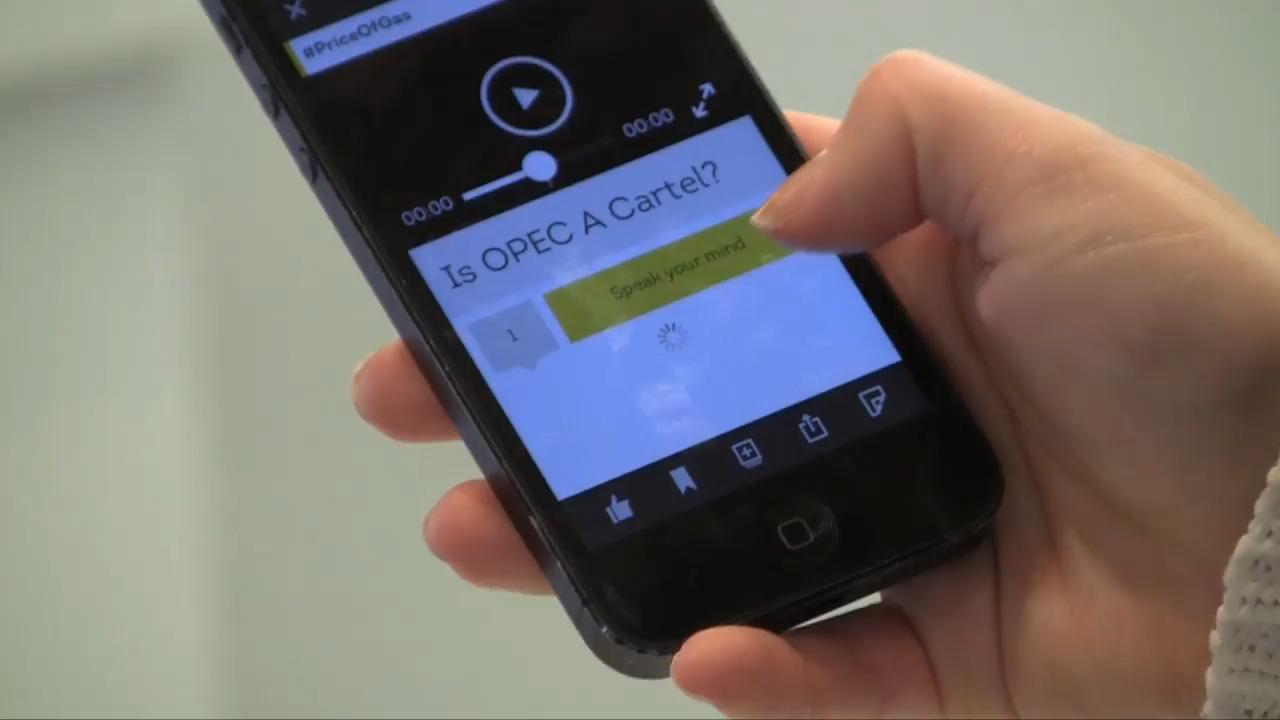 #PriceOfGas
00:00
00:00
Is OPEC A Cartel?
Speak your mind
1